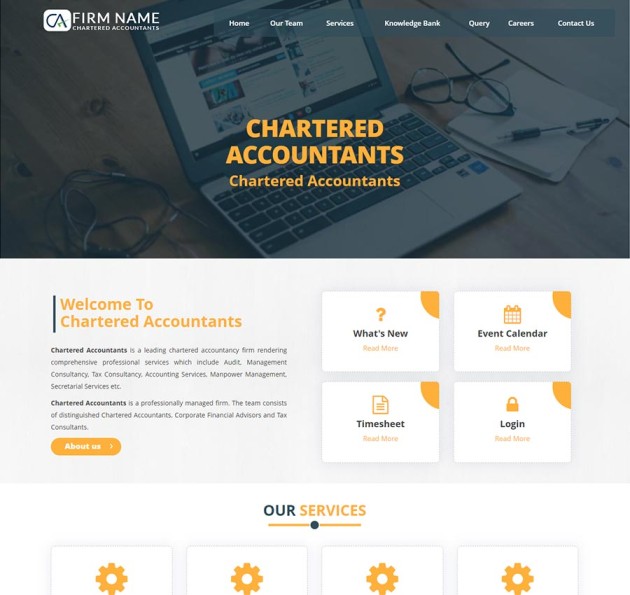 CA FIRM NAME
CHARTERED ACCOUNTANTS
Home Our Team Services Knowledge Bank Query Careers Contact Us
CHARTERED
ACCOUNTANTS
Chartered Accountants
Welcome To
Chartered Accountants
Chartered Accountants is a leading chartered accountancy firm rendering
comprehensive professional services which include Audit, Management
Consultancy, Tax Consultancy, Accounting Services, Manpower Management,
Secretarial Services etc.
Chartered Accountants is a professionally managed firm. The team consists
of distinguished Chartered Accountants, Corporate Financial Advisors and Tax
Consultants.
About us
What's New
Read More
Event Calendar
Read More
Timesheet
Read More
Login
Read More
OUR SERVICES